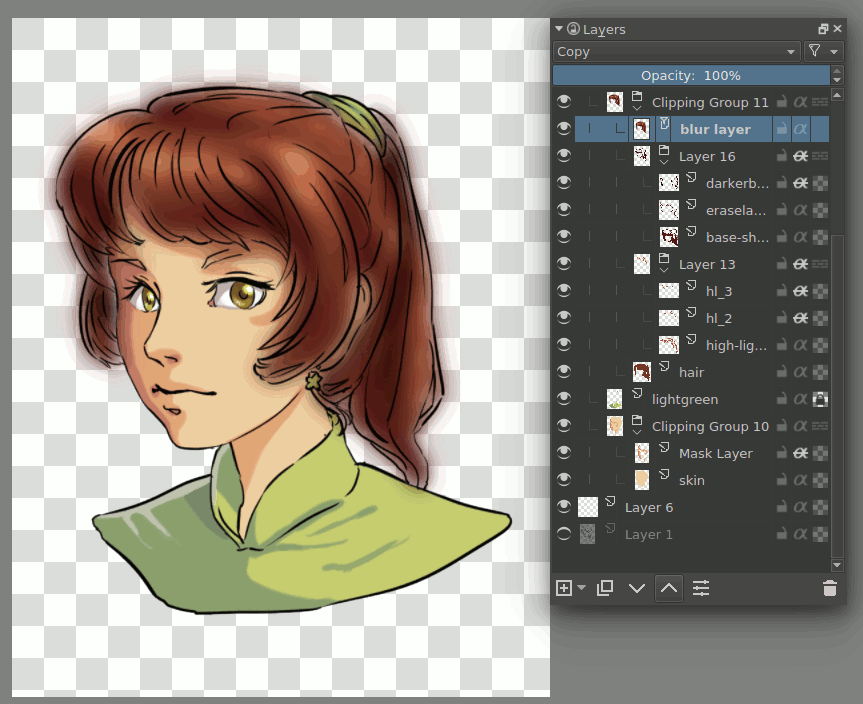 Layers
Copy
Opacity: 100%
Clipping Group 11
blur layer
Layer 16
darkerb...
erasela...
base-sh...
Layer 13
hl_3
hl_2
high-lig...
hair
lightgreen
Clipping Group 10
Mask Layer
skin
Layer 6
Layer 1